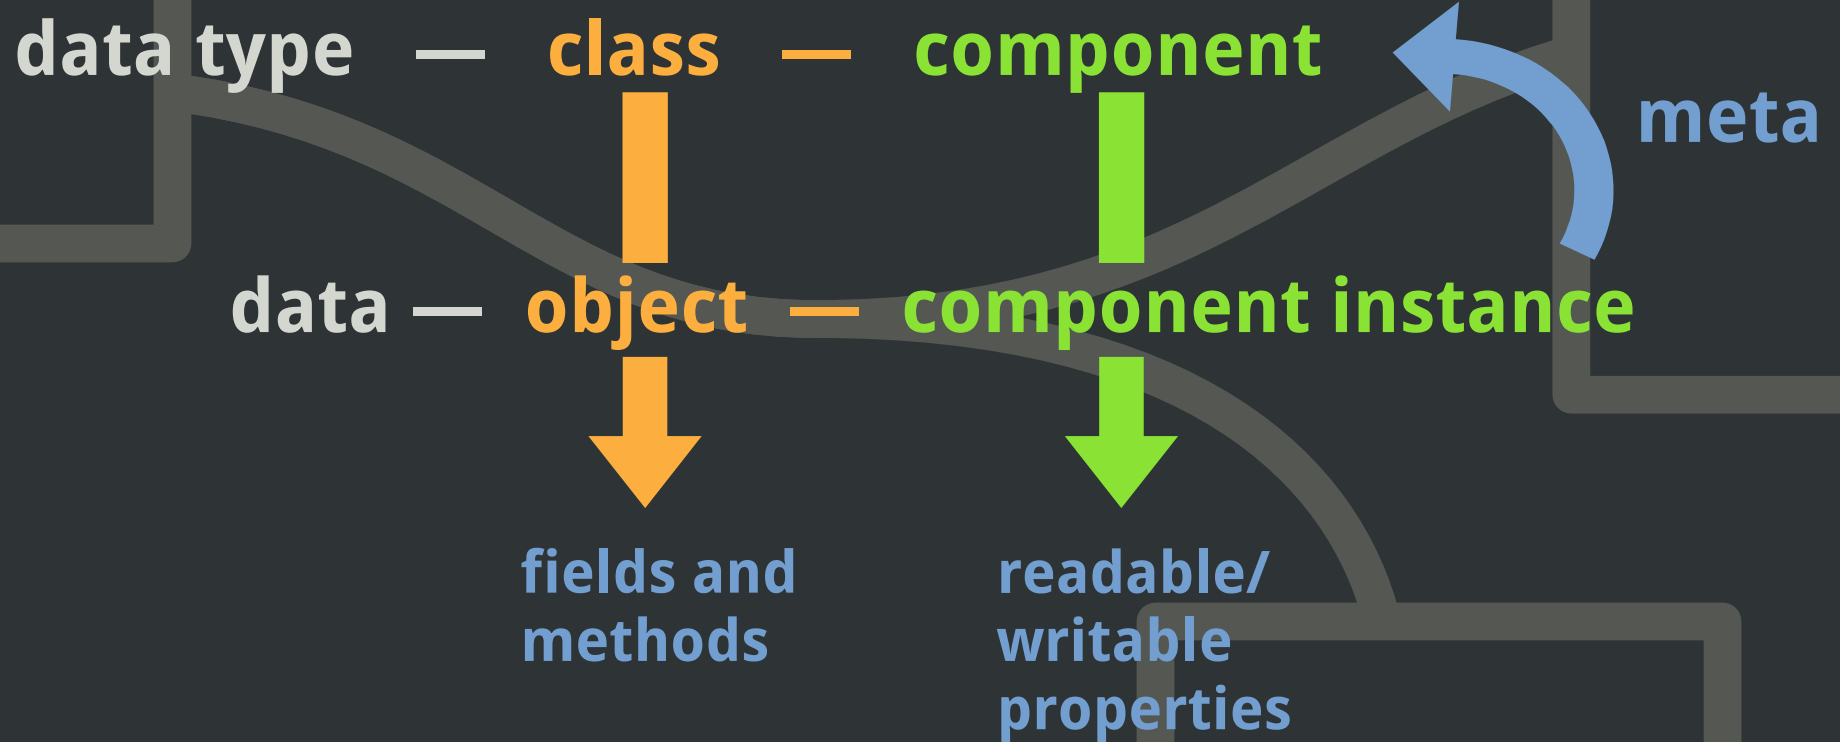 data type — class — component
meta
data — object — component instance
fields and
methods
readable/
writable
properties